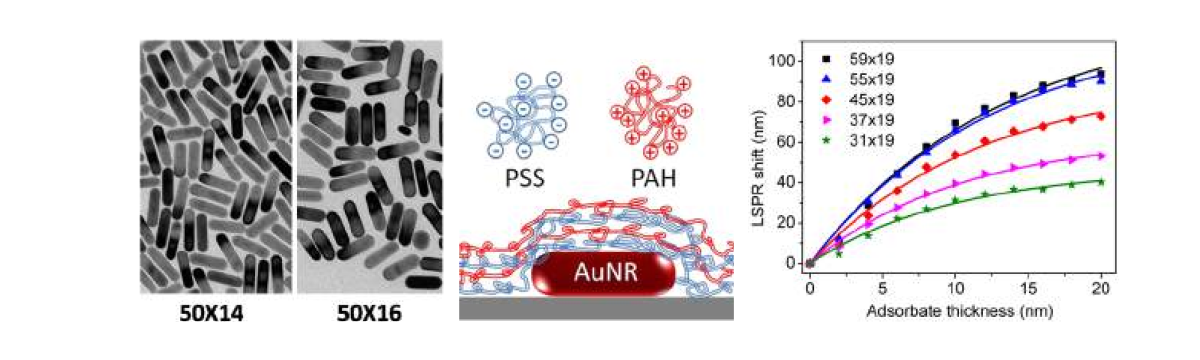 50X14
50X16
PSS
PAH
AuNR
LSPR shift (nm)
100
80
60
40
20
0
59x19
55x19
45x19
37x19
31x19
0
5
10
15
20
Adsorbate thickness (nm)